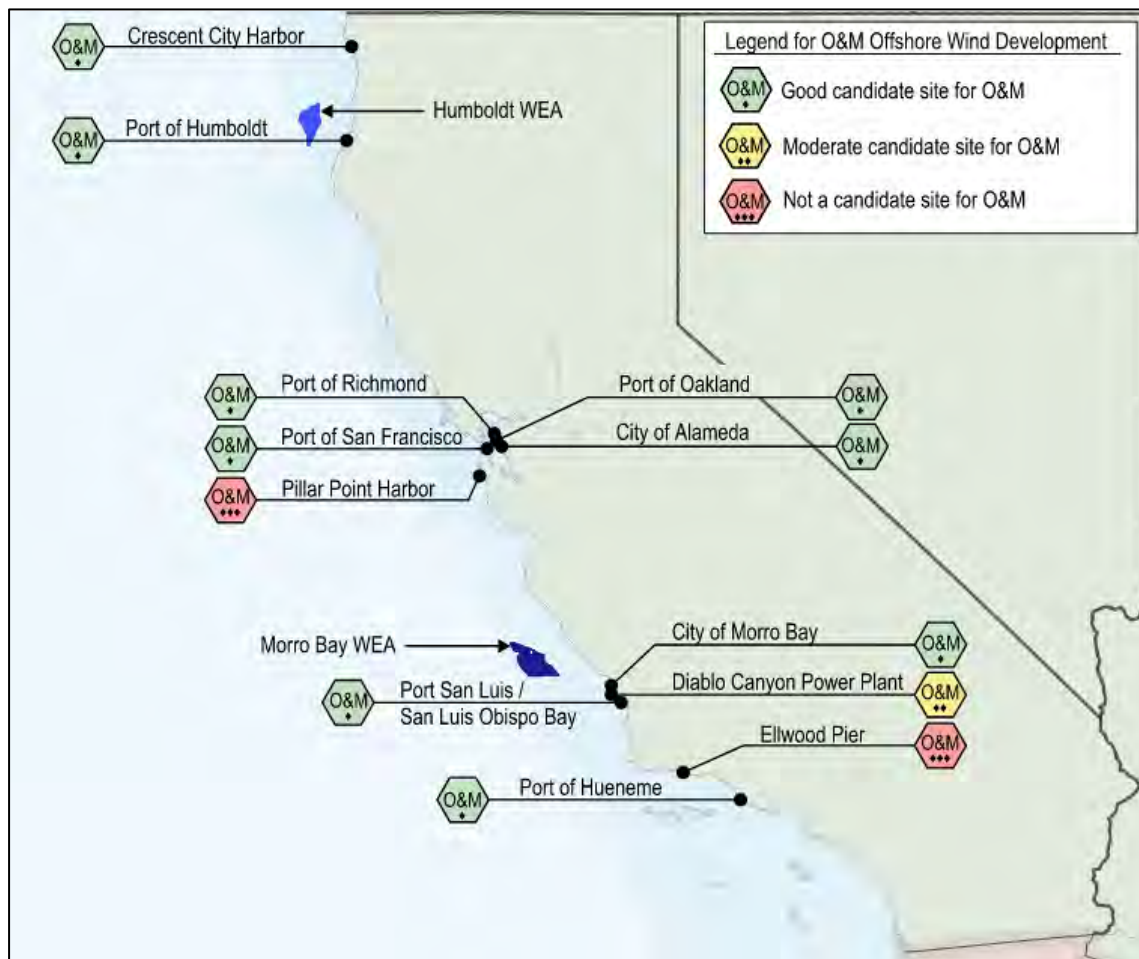 O&M
Crescent City Harbor
Legend for O&M Offshore Wind Development
O&M
Good candidate site for O&M
O&M
Moderate candidate site for O&M
O&M
Not a candidate site for O&M
Humboldt WEA
O&M
Port of Humboldt
O&M
Port of Richmond
Port of Oakland
O&M
O&M
Port of San Francisco
City of Alameda
O&M
O&M
Pillar Point Harbor
Morro Bay WEA
City of Morro Bay
O&M
O&M
Port San Luis /
San Luis Obispo Bay
Diablo Canyon Power Plant
O&M
Ellwood Pier
O&M
O&M
Port of Hueneme